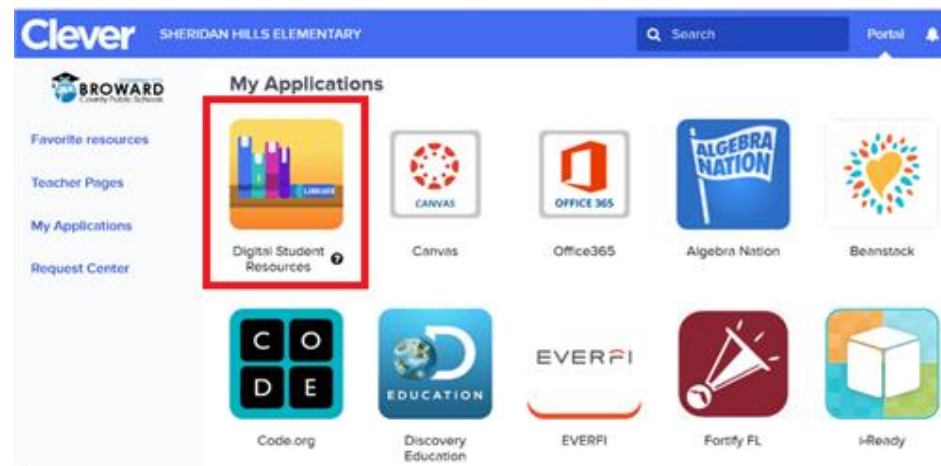 Clever SHERIDAN HILLS ELEMENTARY Search Portal
BROWARD
County Public Schools
Favorite resources
Teacher Pages
My Applications
Request Center
My Applications
LIBRARY
CANVAS
OFFICE 365
ALGEBRA
NATION
Digital Student
Resources ?
Canvas
Office365
Algebra Nation
Beanstack
C O
D E
D
EDUCATION
EVERFI
Code.org
Discovery
Education
EVERFI
Fortify FL
i-Ready